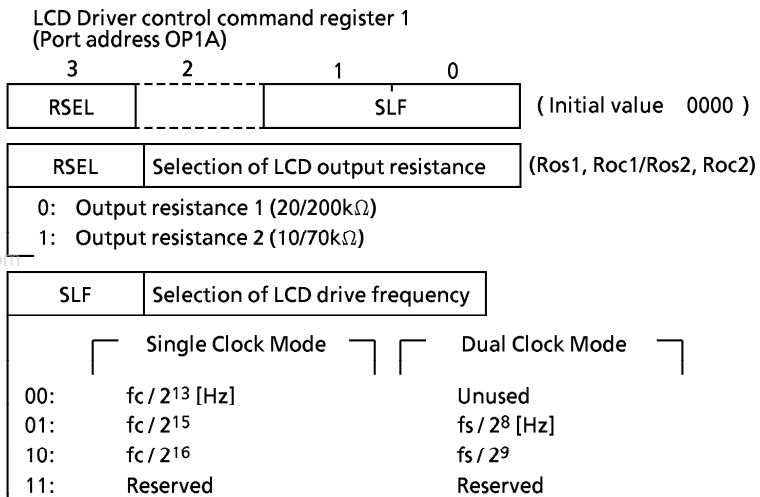 LCD Driver control command register 1
(Port address OP1A)
3 2 1 0
RSEL SLF ( Initial value 0000 )
RSEL Selection of LCD output resistance (Ros1, Roc1/Ros2, Roc2)
0: Output resistance 1 (20/200kΩ)
1: Output resistance 2 (10/70kΩ)
om
SLF Selection of LCD drive frequency
Single Clock Mode Dual Clock Mode
00: fc / 2¹³ [Hz] Unused
01: fc / 2¹⁵ fs / 2⁸ [Hz]
10: fc / 2¹⁶ fs / 2⁹
11: Reserved Reserved